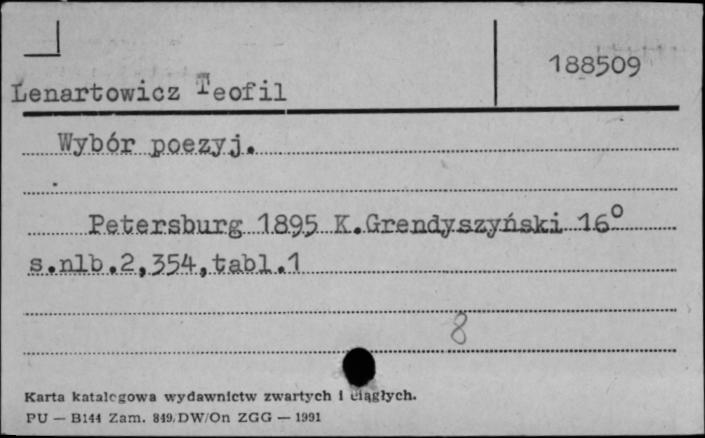 188509
Lenartowicz Teofil
Wybór poezyj.
Petersburg 1895 K.Grendyszyński 16°
s.nlb.2,354,tabl.1
8
Karta katalogowa wydawnictw zwartych i ciągłych.
PU — B144 Zam. 849/DW/On ZGG — 1991